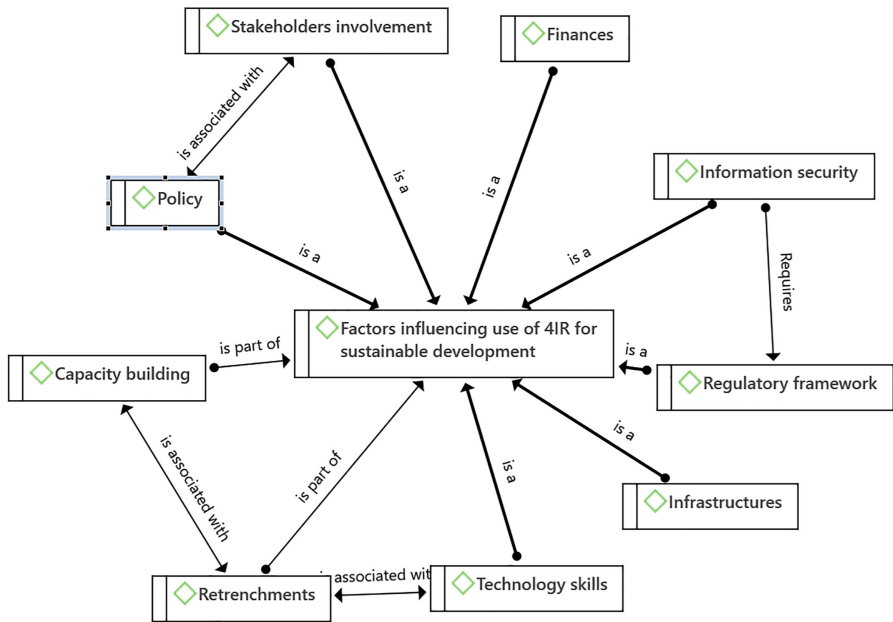 Stakeholders involvement
Finances
is associated with
is a
is a
Information security
Policy
is a
is a
Requires
Factors influencing use of 4IR for
sustainable development
is part of
is a
Capacity building
Regulatory framework
is a
is associated with
is part of
is a
Infrastructures
is associated wit
Technology skills
Retrenchments